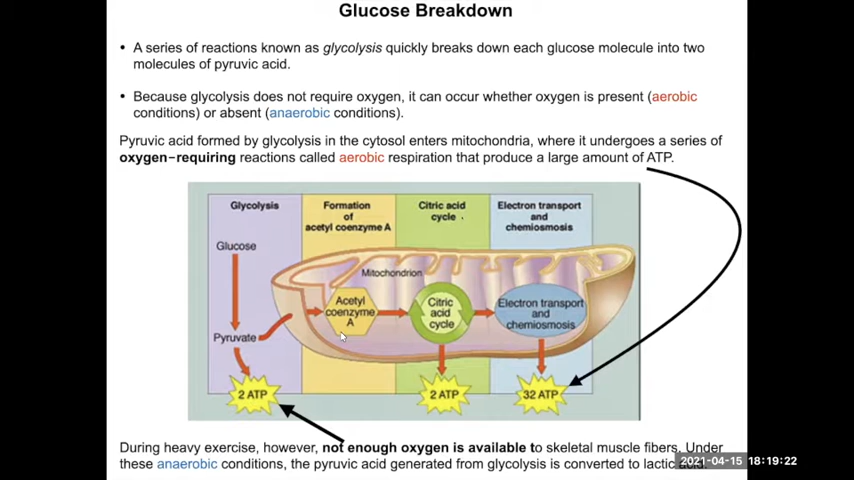 Glucose Breakdown
• A series of reactions known as glycolysis quickly breaks down each glucose molecule into two
molecules of pyruvic acid.
• Because glycolysis does not require oxygen, it can occur whether oxygen is present (aerobic
conditions) or absent (anaerobic conditions).
Pyruvic acid formed by glycolysis in the cytosol enters mitochondria, where it undergoes a series of
oxygen-requiring reactions called aerobic respiration that produce a large amount of ATP.
Glycolysis
Formation
of
acetyl coenzyme A
Citric acid
cycle
Electron transport
and
chemiosmosis
Glucose
Mitochondrion
Acetyl
coenzyme
A
Citric
acid
cycle
Electron transport
and
chemiosmosis
Pyruvate
2 ATP
2 ATP
32 ATP
During heavy exercise, however, not enough oxygen is available to skeletal muscle fibers. Under
these anaerobic conditions, the pyruvic acid generated from glycolysis is converted to lactic acid.
2021-04-15 18:19:22